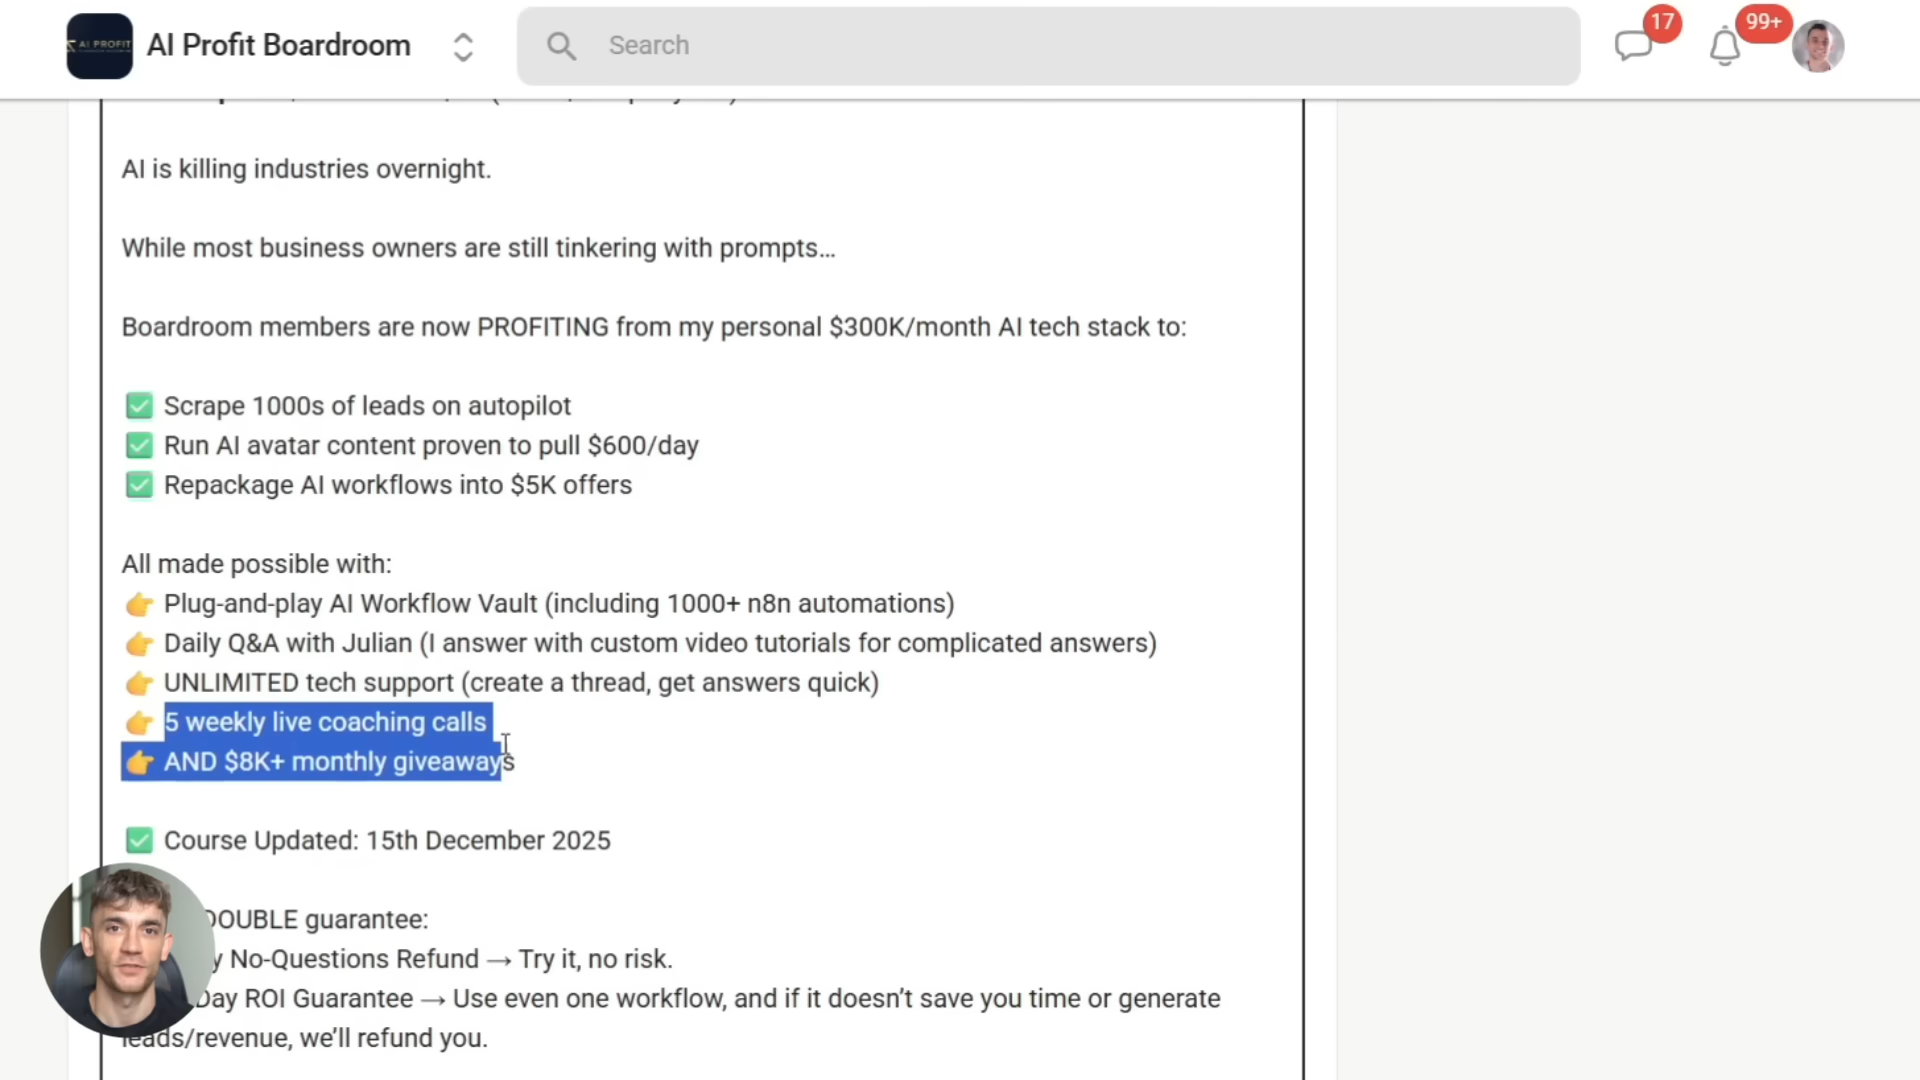 AI PROFIT
AI Profit Boardroom
Search
17
99+
AI is killing industries overnight.
While most business owners are still tinkering with prompts...
Boardroom members are now PROFITING from my personal $300K/month AI tech stack to:
✅ Scrape 1000s of leads on autopilot
✅ Run AI avatar content proven to pull $600/day
✅ Repackage AI workflows into $5K offers
All made possible with:
👉 Plug-and-play AI Workflow Vault (including 1000+ n8n automations)
👉 Daily Q&A with Julian (I answer with custom video tutorials for complicated answers)
👉 UNLIMITED tech support (create a thread, get answers quick)
👉 5 weekly live coaching calls
👉 AND $8K+ monthly giveaways
✅ Course Updated: 15th December 2025
DOUBLE guarantee:
No-Questions Refund → Try it, no risk.
Day ROI Guarantee → Use even one workflow, and if it doesn't save you time or generate
leads/revenue, we'll refund you.